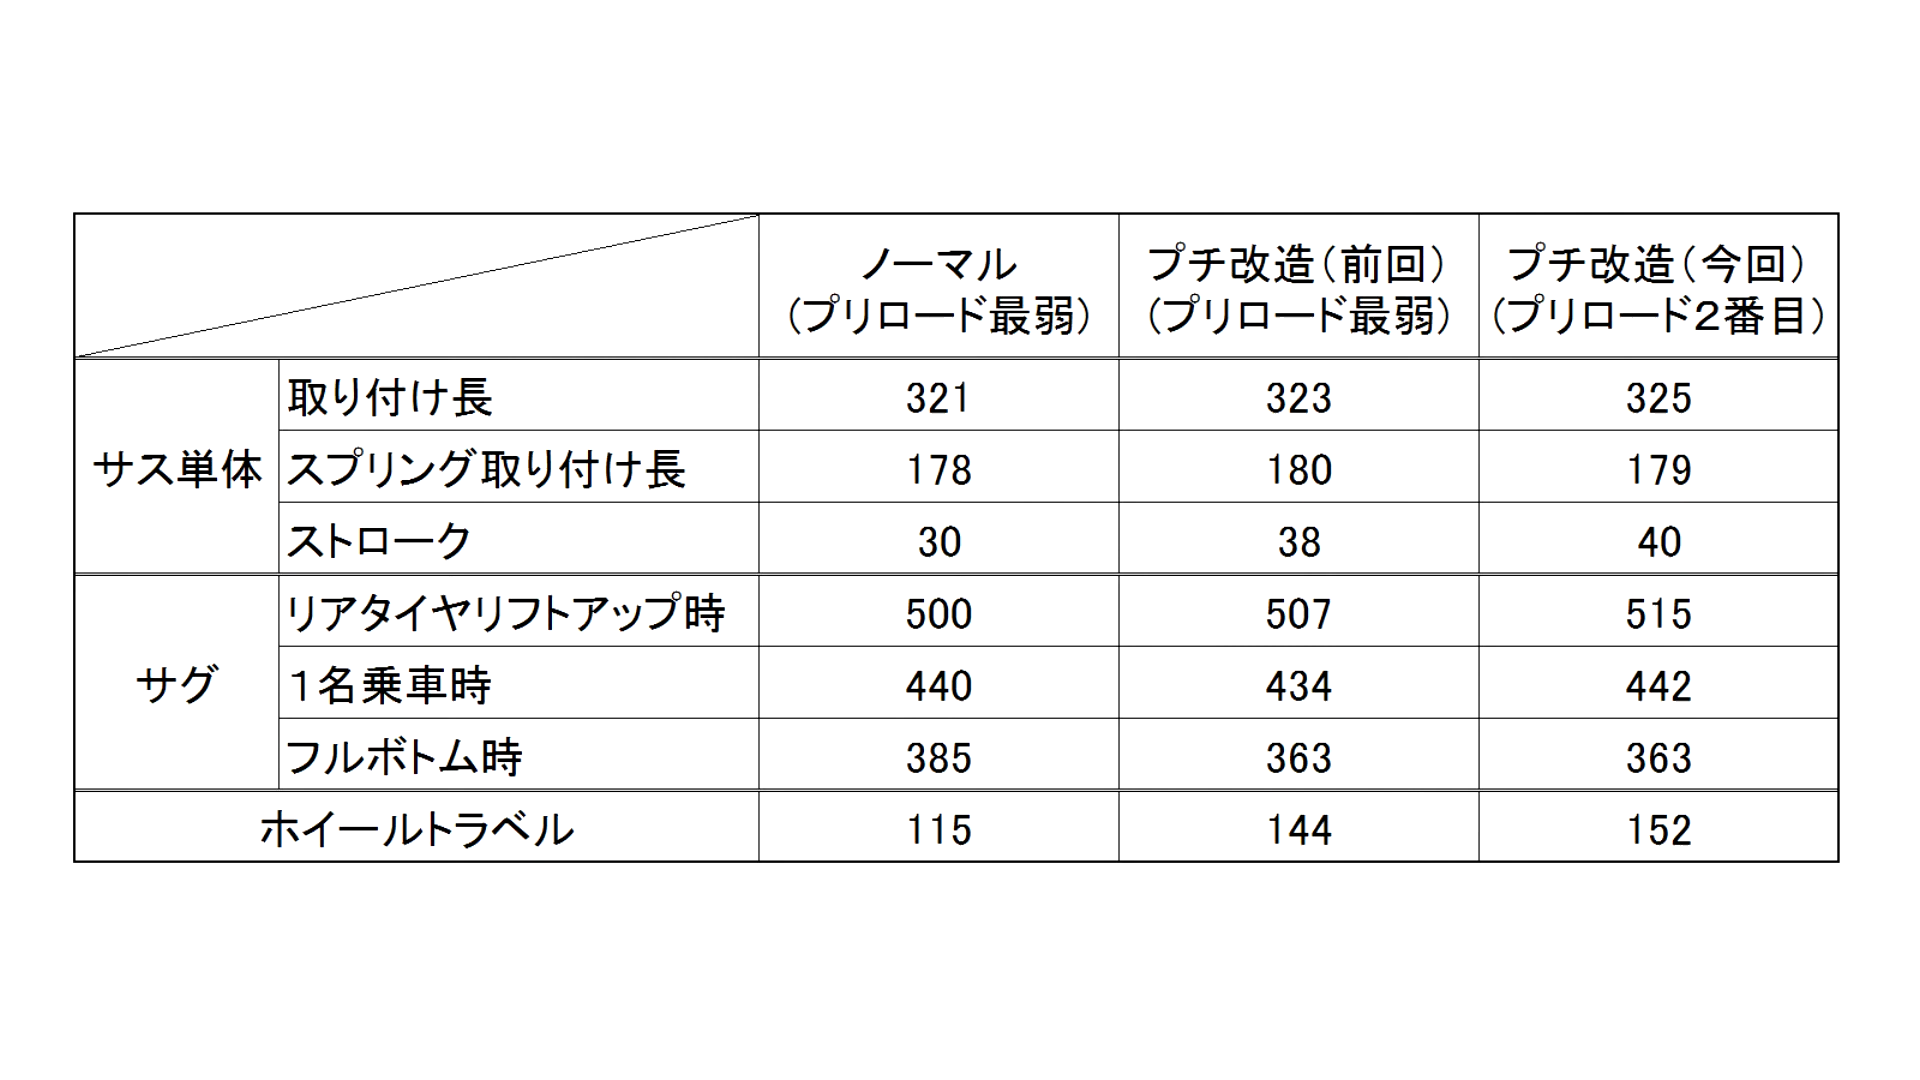 ノーマル プチ改造(前回) プチ改造(今回)
(プリロード最弱) (プリロード最弱) (プリロード2番目)
サス単体
取り付け長 321 323 325
スプリング取り付け長 178 180 179
ストローク 30 38 40
サグ
リアタイヤリフトアップ時 500 507 515
1名乗車時 440 434 442
フルボトム時 385 363 363
ホイールトラベル 115 144 152